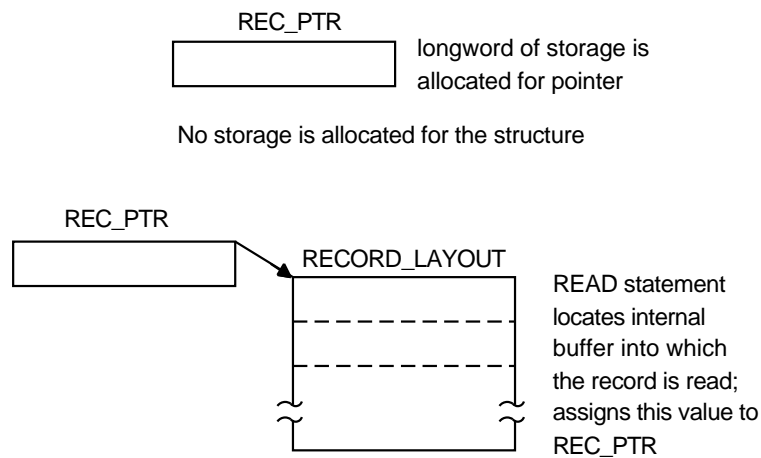 REC_PTR
longword of storage is
allocated for pointer
No storage is allocated for the structure
REC_PTR
RECORD_LAYOUT
READ statement
locates internal
buffer into which
the record is read;
assigns this value to
REC_PTR